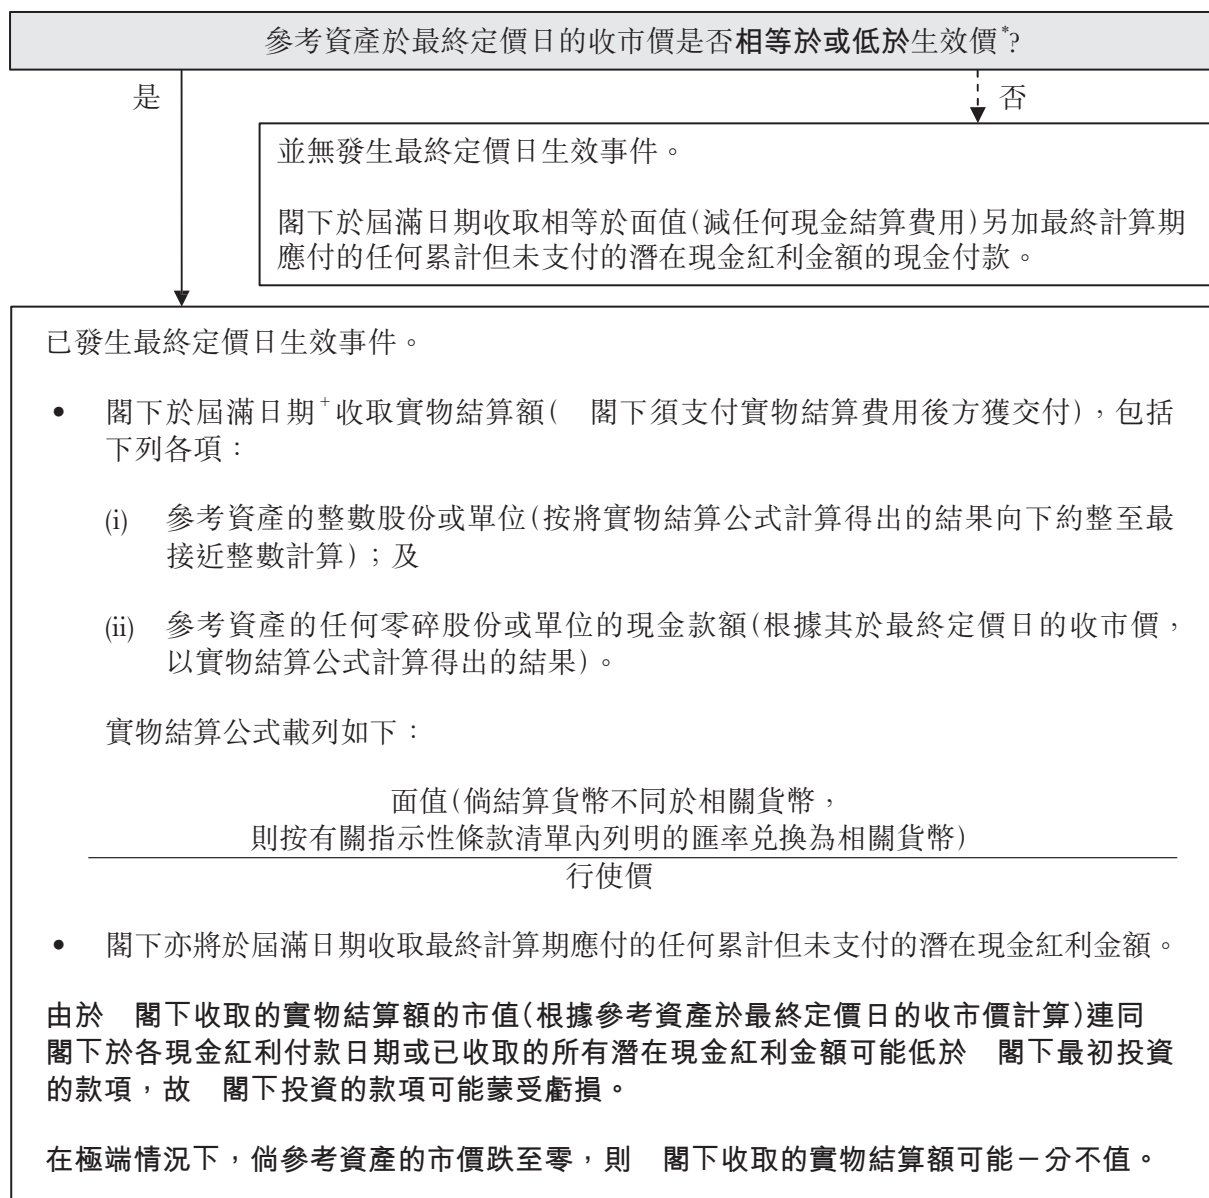 參考資產於最終定價日的收市價是否相等於或低於生效價*?
是
否
並無發生最終定價日生效事件。
閣下於屆滿日期收取相等於面值(減任何現金結算費用)另加最終計算期
應付的任何累計但未支付的潛在現金紅利金額的現金付款。
已發生最終定價日生效事件。
• 閣下於屆滿日期+收取實物結算額( 閣下須支付實物結算費用後方獲交付),包括
下列各項:
(i) 參考資產的整數股份或單位(按將實物結算公式計算得出的結果向下約整至最
接近整數計算);及
(ii) 參考資產的任何零碎股份或單位的現金款額(根據其於最終定價日的收市價,
以實物結算公式計算得出的結果)。
實物結算公式載列如下:
面值(倘結算貨幣不同於相關貨幣,
則按有關指示性條款清單內列明的匯率兌換為相關貨幣)
行使價
• 閣下亦將於屆滿日期收取最終計算期應付的任何累計但未支付的潛在現金紅利金額。
由於 閣下收取的實物結算額的市值(根據參考資產於最終定價日的收市價計算)連同
閣下於各現金紅利付款日期或已收取的所有潛在現金紅利金額可能低於 閣下最初投資
的款項,故 閣下投資的款項可能蒙受虧損。
在極端情況下,倘參考資產的市價跌至零,則 閣下收取的實物結算額可能一分不值。